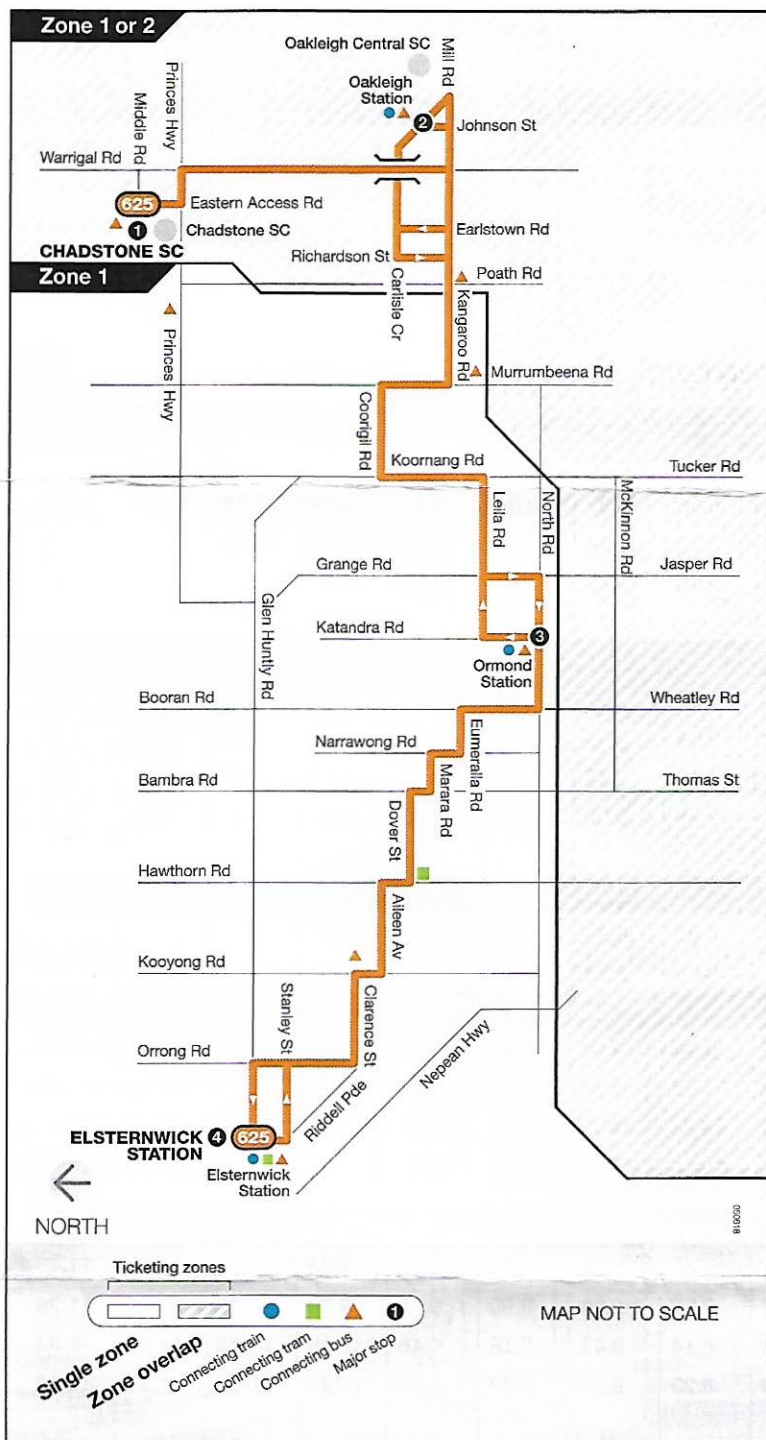 Zone 1 or 2
Oakleigh Central SC
Mill Rd
Princes Hwy
Middle Rd
Oakleigh
Station
2
Johnson St
Warrigal Rd
625
Eastern Access Rd
1
Chadstone SC
CHADSTONE SC
Earlstown Rd
Richardson St
Zone 1
Carlisle Cr
Kangaroo Rd
Poath Rd
Princes Hwy
Murrumbeena Rd
Coorigil Rd
Koornang Rd
Tucker Rd
Leila Rd
North Rd
McKinnon Rd
Grange Rd
Jasper Rd
Glen Huntly Rd
Katandra Rd
3
Ormond
Station
Booran Rd
Wheatley Rd
Eumeralla Rd
Narrawong Rd
Marara Rd
Bambra Rd
Thomas St
Dover St
Hawthorn Rd
Aileen Av
Kooyong Rd
Stanley St
Clarence St
Orrong Rd
Riddell Pde
Nepean Hwy
ELSTERNWICK
STATION
4
625
Elsternwick
Station
NORTH
050618
Ticketing zones
1
Single zone
Zone overlap
Connecting train
Connecting tram
Connecting bus
Major stop
MAP NOT TO SCALE